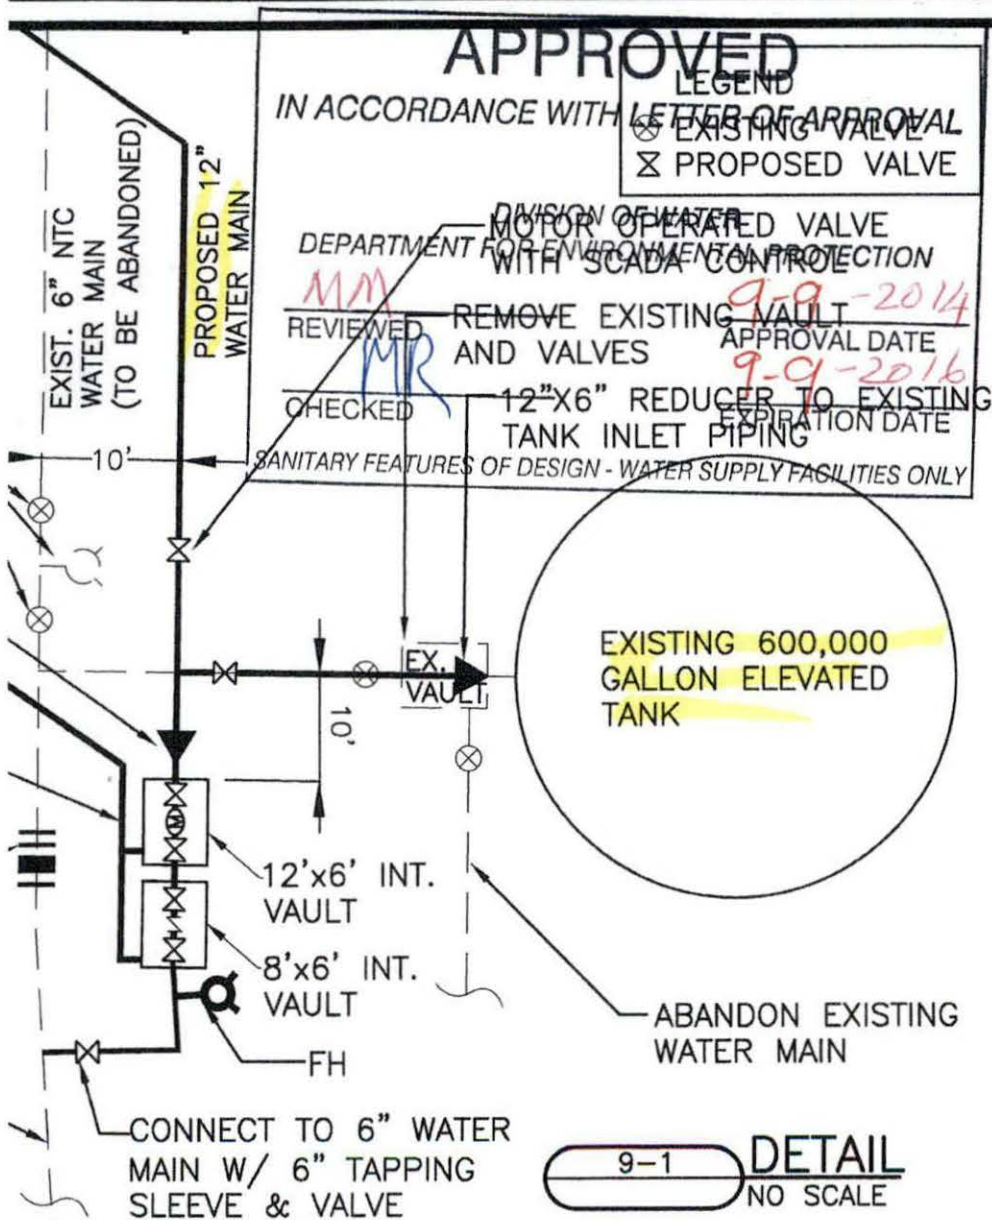 APPROVED
IN ACCORDANCE WITH LETTER OF APPROVAL
LEGEND
EXISTING VALVE
PROPOSED VALVE
DIVISION OF WATER
DEPARTMENT FOR ENVIRONMENTAL PROTECTION
MM
REVIEWED
MR
CHECKED
9-9-2014
APPROVAL DATE
9-9-2016
EXPIRATION DATE
SANITARY FEATURES OF DESIGN - WATER SUPPLY FACILITIES ONLY
MOTOR OPERATED VALVE
WITH SCADA CONTROL
REMOVE EXISTING VAULT
AND VALVES
12"X6" REDUCER TO EXISTING
TANK INLET PIPING
EXIST. 6" NTC
WATER MAIN
(TO BE ABANDONED)
PROPOSED 12"
WATER MAIN
10'
EX.
VAULT
10'
EXISTING 600,000
GALLON ELEVATED
TANK
M
12'x6' INT.
VAULT
8'x6' INT.
VAULT
FH
ABANDON EXISTING
WATER MAIN
CONNECT TO 6" WATER
MAIN W/ 6" TAPPING
SLEEVE & VALVE
9-1
DETAIL
NO SCALE